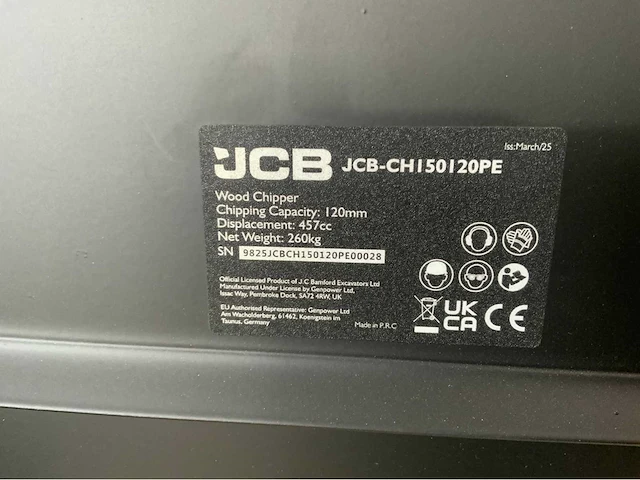 Iss:March/25
JCB JCB-CH150120PE
Wood Chipper
Chipping Capacity: 120mm
Displacement: 457cc
Net Weight: 260kg
SN 9825JCBCH150120PE00028
Official Licensed Product of J.C Bamford Excavators Ltd
Manufactured Under License by: Genpower Ltd,
Issac Way, Pembroke Dock, SA72 4RW, UK
EU Authorised Representative: Genpower Ltd
Am Wacholderberg, 61462, Koenigstein im
Taunus, Germany
Made in P.R.C
UK
CA CE